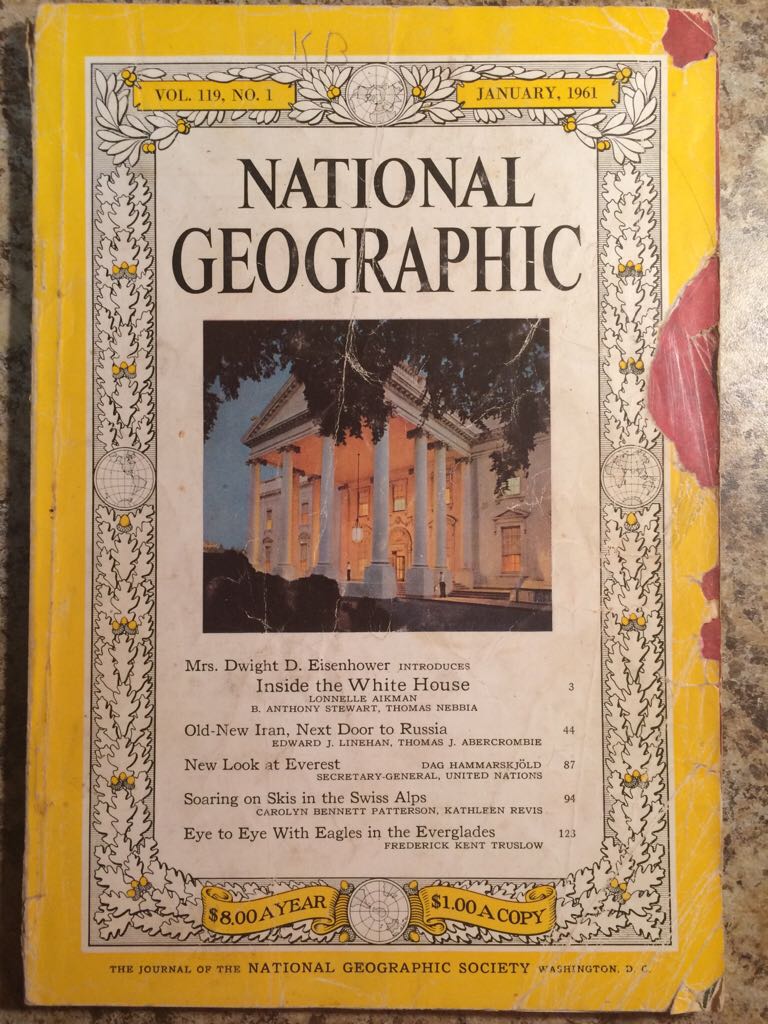 KB
VOL. 119, NO. 1
JANUARY, 1961
NATIONAL
GEOGRAPHIC
Mrs. Dwight D. Eisenhower INTRODUCES
Inside the White House 3
LONNELLE AIKMAN
B. ANTHONY STEWART, THOMAS NEBBIA
Old-New Iran, Next Door to Russia 44
EDWARD J. LINEHAN, THOMAS J. ABERCROMBIE
New Look at Everest DAG HAMMARSKJÖLD 87
SECRETARY-GENERAL, UNITED NATIONS
Soaring on Skis in the Swiss Alps 94
CAROLYN BENNETT PATTERSON, KATHLEEN REVIS
Eye to Eye With Eagles in the Everglades 123
FREDERICK KENT TRUSLOW
$8.00 A YEAR
$1.00 A COPY
THE JOURNAL OF THE NATIONAL GEOGRAPHIC SOCIETY WASHINGTON, D. C.